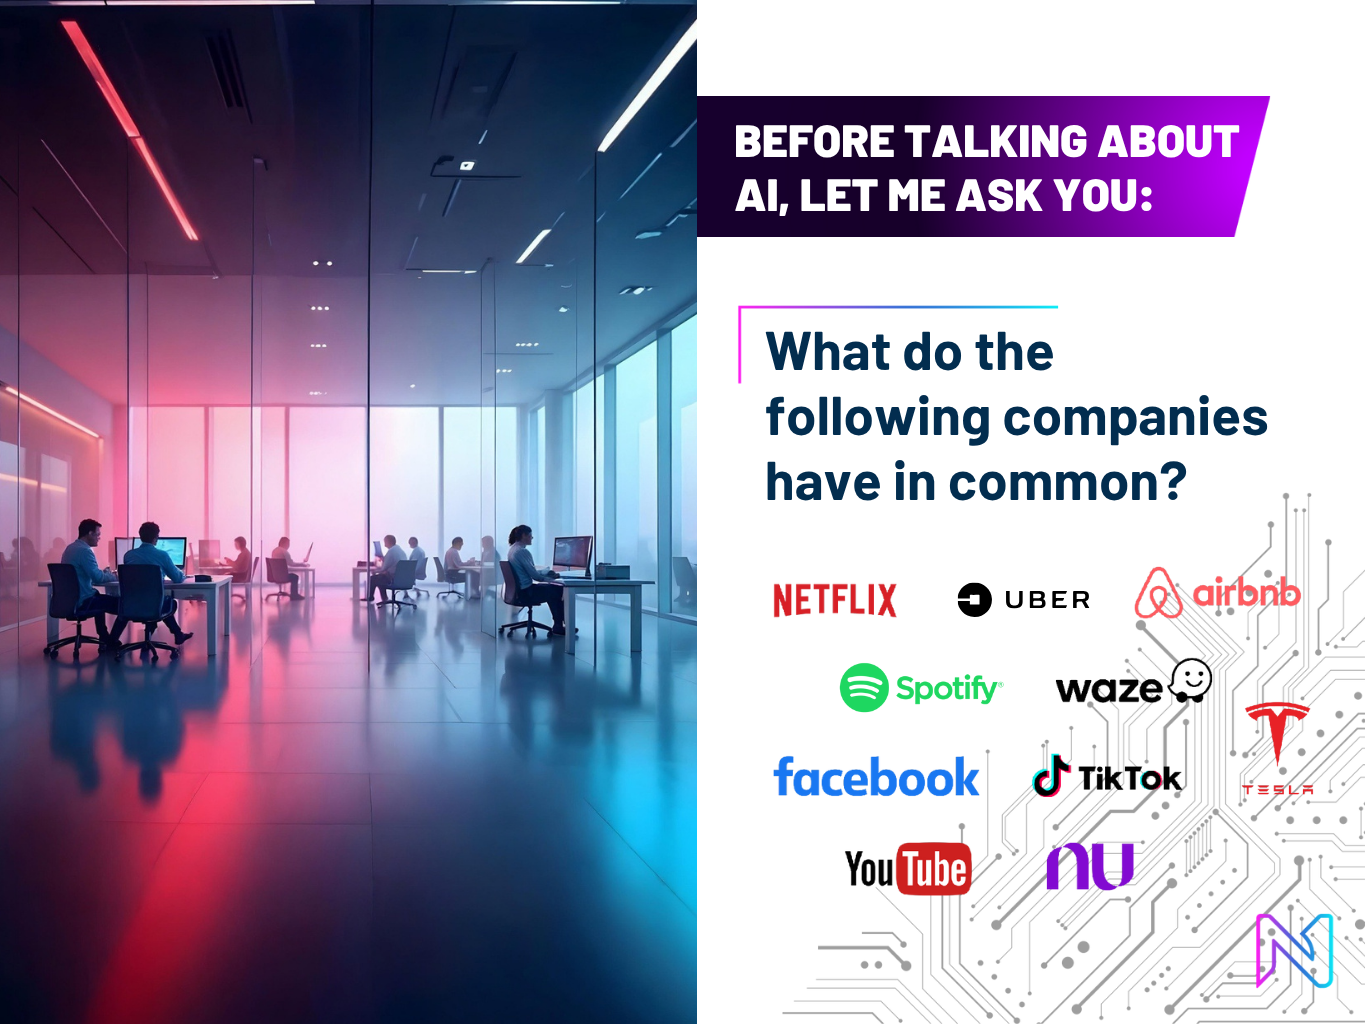 BEFORE TALKING ABOUT
AI, LET ME ASK YOU:
What do the
following companies
have in common?
NETFLIX
UBER
airbnb
Spotify®
waze
TESLA
facebook
TikTok
YouTube
nu
N